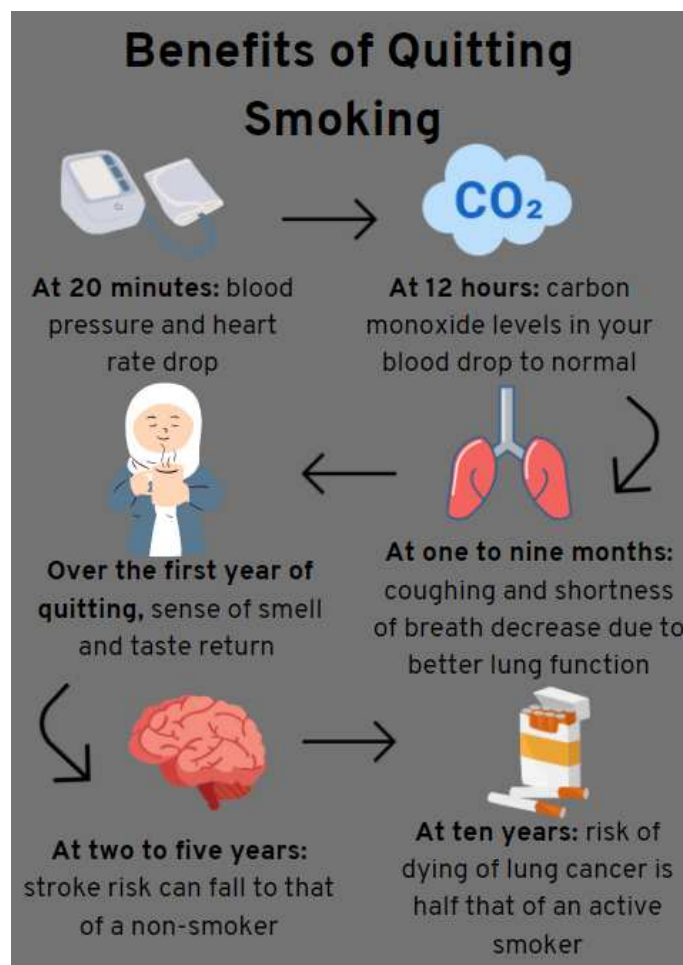 Benefits of Quitting
Smoking
CO₂
At 20 minutes: blood
pressure and heart
rate drop
At 12 hours: carbon
monoxide levels in your
blood drop to normal
At one to nine months:
coughing and shortness
of breath decrease due to
better lung function
Over the first year of
quitting, sense of smell
and taste return
At two to five years:
stroke risk can fall to that
of a non-smoker
At ten years: risk of
dying of lung cancer is
half that of an active
smoker